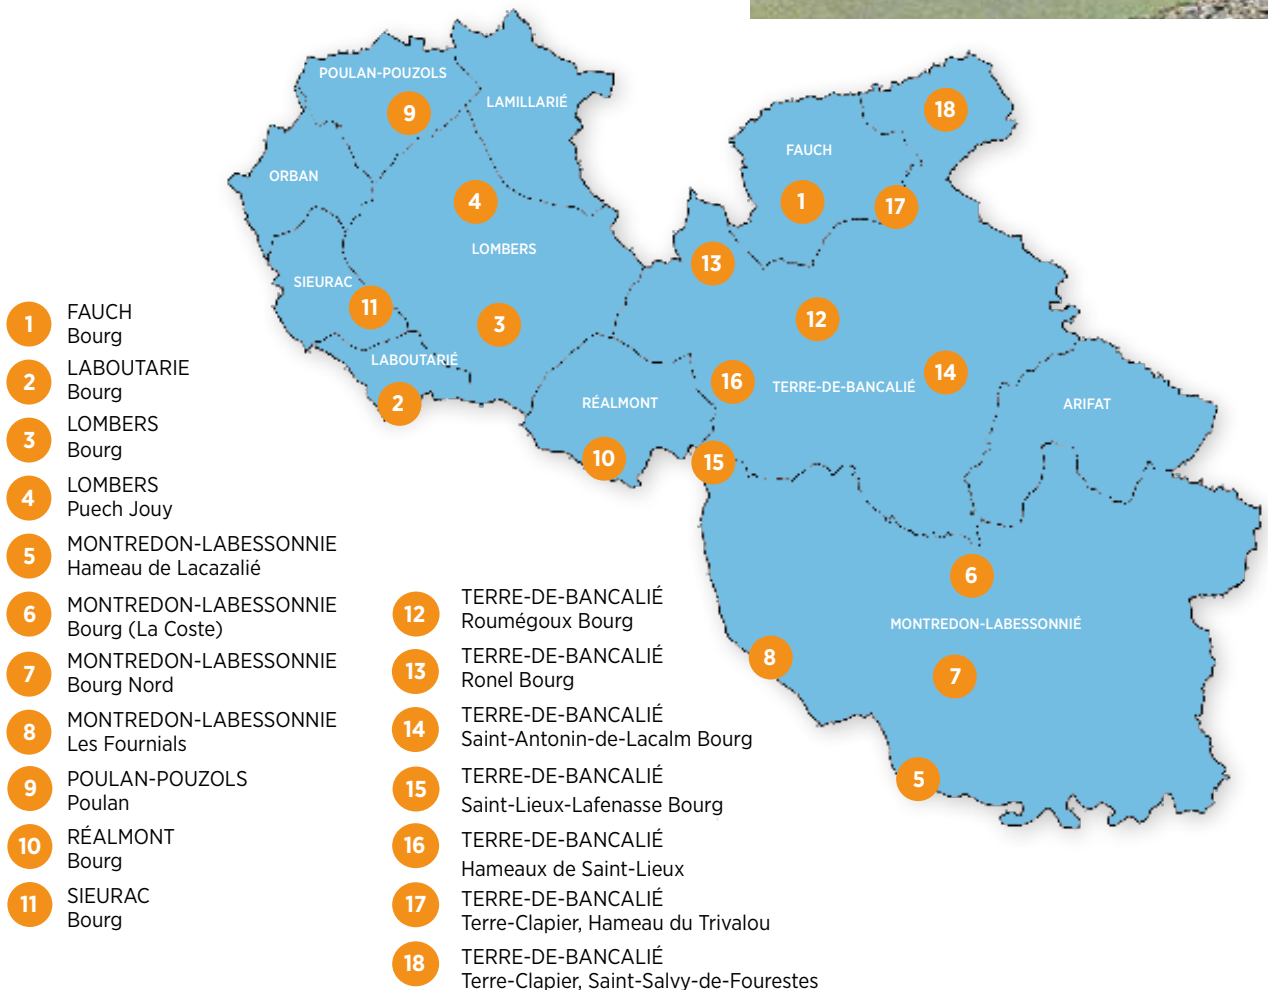 POULAN-POUZOLS
LAMILLARIÉ
9
18
FAUCH
ORBAN
4
1
17
LOMBERS
13
SIEURAC
11
3
12
LABOUTARIÉ
2
16
TERRE-DE-BANCALIÉ
14
RÉALMONT
ARIFAT
10
15
6
MONTREDON-LABESSONNIÉ
8
7
5
1
FAUCH
Bourg
2
LABOUTARIE
Bourg
3
LOMBERS
Bourg
4
LOMBERS
Puech Jouy
5
MONTREDON-LABESSONNIE
Hameau de Lacazalié
6
MONTREDON-LABESSONNIE
Bourg (La Coste)
7
MONTREDON-LABESSONNIE
Bourg Nord
8
MONTREDON-LABESSONNIE
Les Fournials
9
POULAN-POUZOLS
Poulan
10
RÉALMONT
Bourg
11
SIEURAC
Bourg
12
TERRE-DE-BANCALIÉ
Roumégoux Bourg
13
TERRE-DE-BANCALIÉ
Ronel Bourg
14
TERRE-DE-BANCALIÉ
Saint-Antonin-de-Lacalm Bourg
15
TERRE-DE-BANCALIÉ
Saint-Lieux-Lafenasse Bourg
16
TERRE-DE-BANCALIÉ
Hameaux de Saint-Lieux
17
TERRE-DE-BANCALIÉ
Terre-Clapier, Hameau du Trivalou
18
TERRE-DE-BANCALIÉ
Terre-Clapier, Saint-Salvy-de-Fourestes